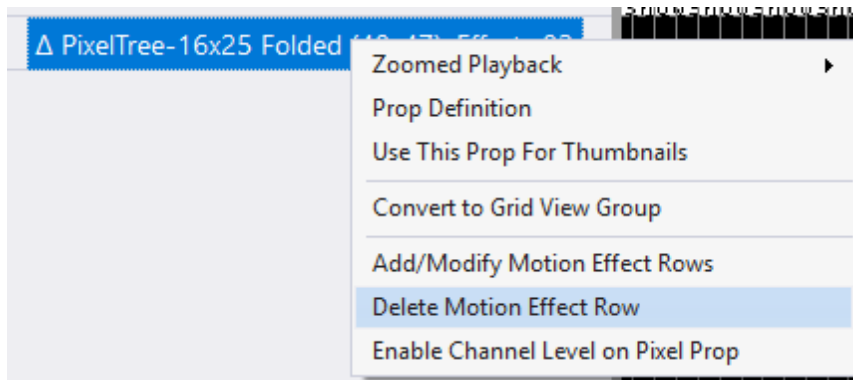 Δ PixelTree-16x25 Folded
Zoomed Playback
Prop Definition
Use This Prop For Thumbnails
Convert to Grid View Group
Add/Modify Motion Effect Rows
Delete Motion Effect Row
Enable Channel Level on Pixel Prop